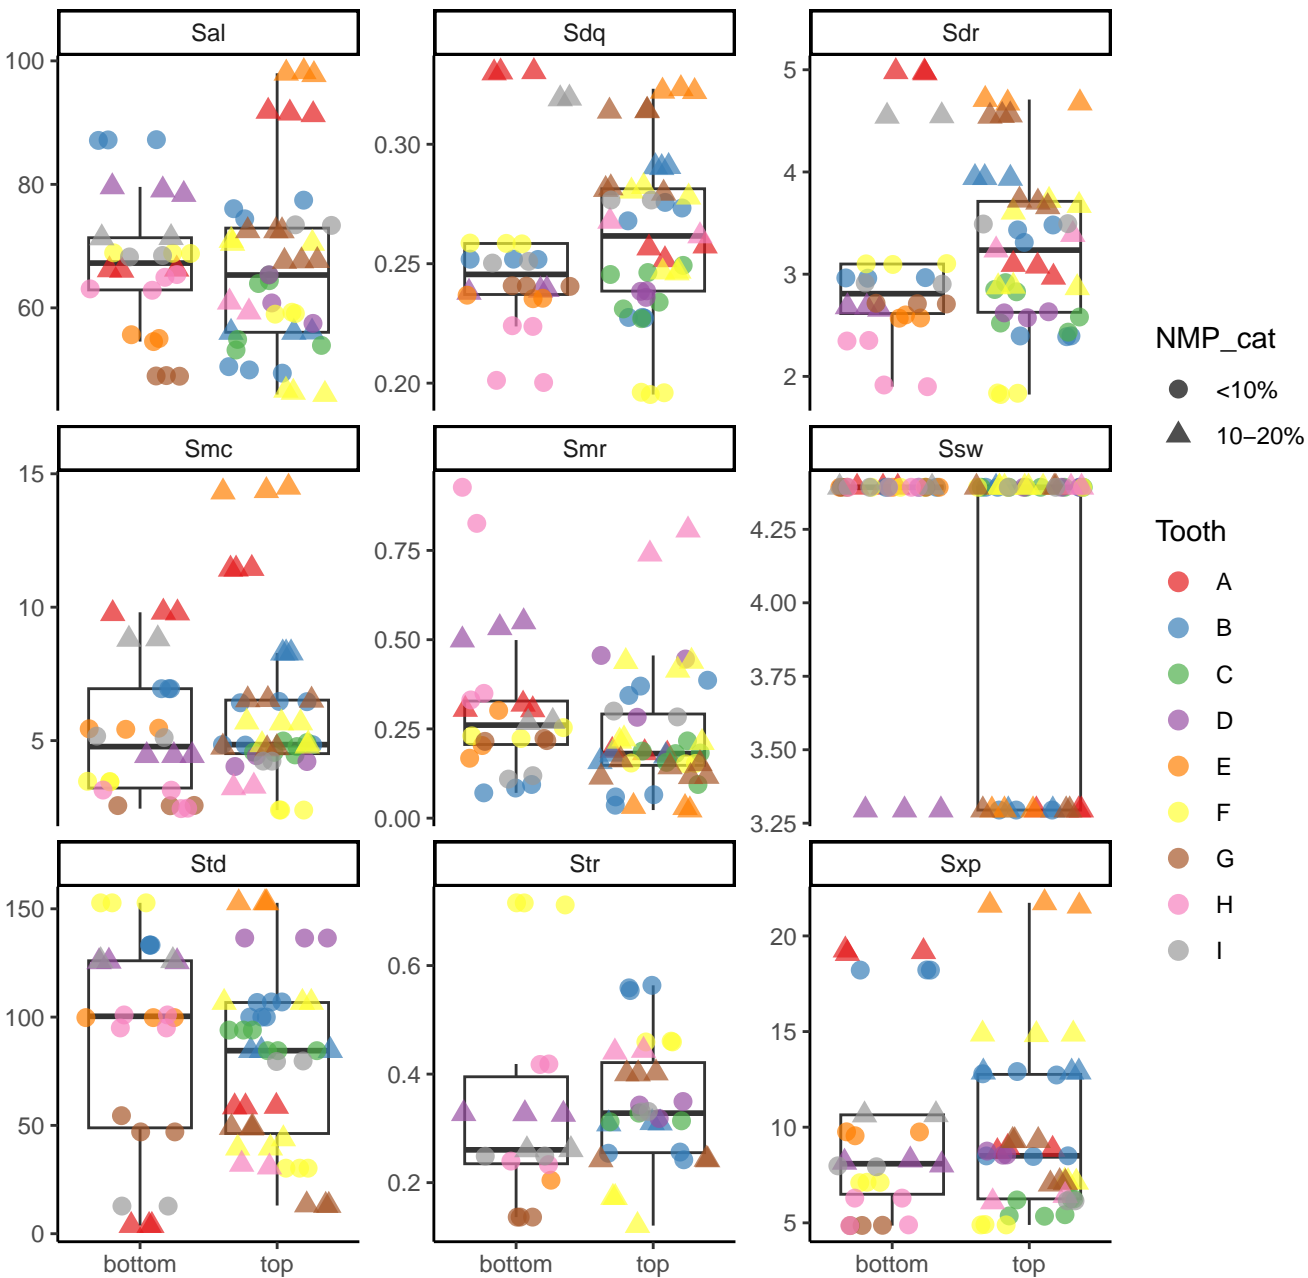 Sal Sdq Sdr
100
80
60
0.30
0.25
0.20
5
4
3
2
Smc Smr Ssw
15
10
5
0.75
0.50
0.25
0.00
4.25
4.00
3.75
3.50
3.25
Std Str Sxp
150
100
50
0
0.6
0.4
0.2
20
15
10
5
bottom top bottom top bottom top
NMP_cat
<10%
10−20%
Tooth
A
B
C
D
E
F
G
H
I